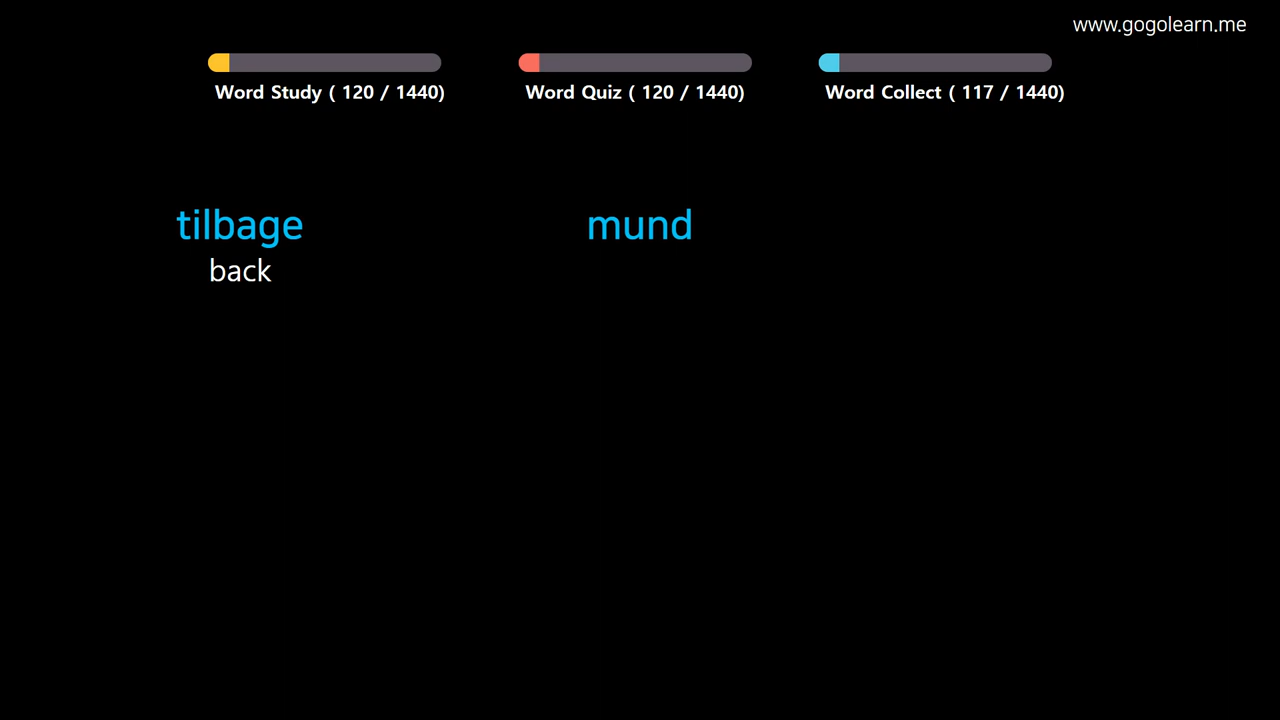 www.gogolearn.me
Word Study ( 120 / 1440)
Word Quiz ( 120 / 1440)
Word Collect ( 117 / 1440)
tilbage
back
mund